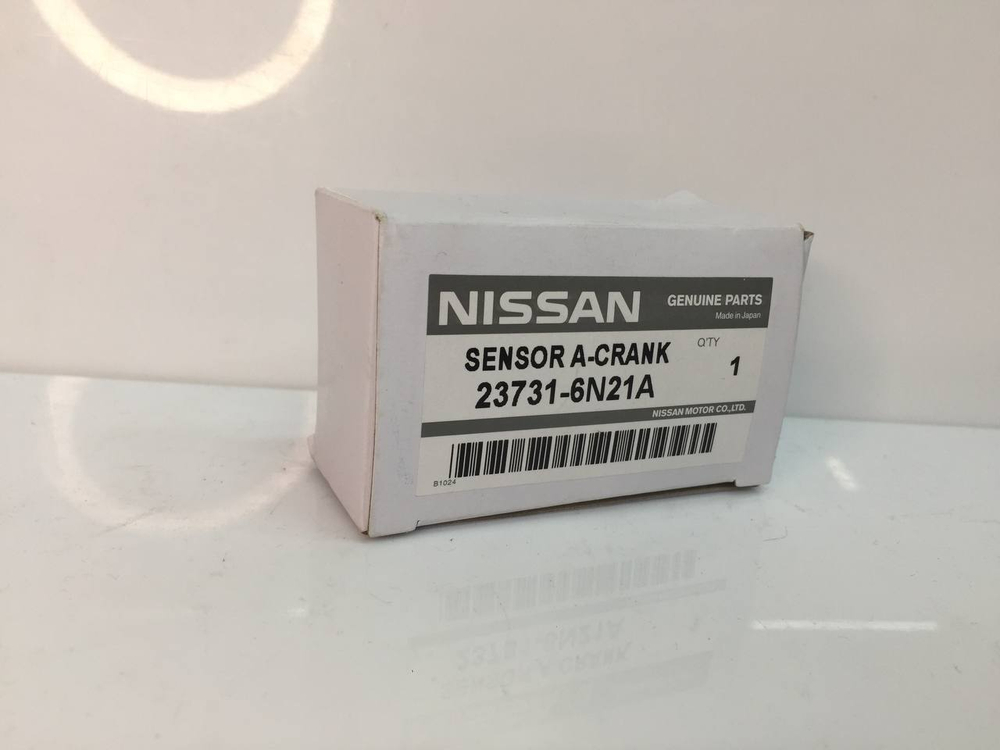 NISSAN
GENUINE PARTS
Made in Japan
SENSOR A-CRANK
Q'TY
1
23731-6N21A
NISSAN MOTOR CO.,LTD.
B1024